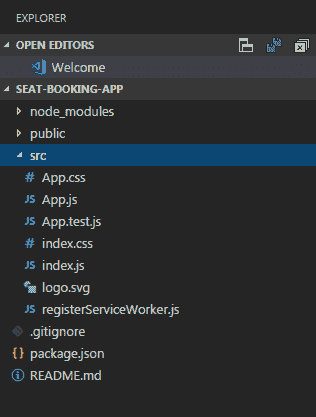 EXPLORER
OPEN EDITORS
Welcome
SEAT-BOOKING-APP
node_modules
public
src
# App.css
JS App.js
JS App.test.js
# index.css
JS index.js
logo.svg
JS registerServiceWorker.js
.gitignore
{} package.json
README.md